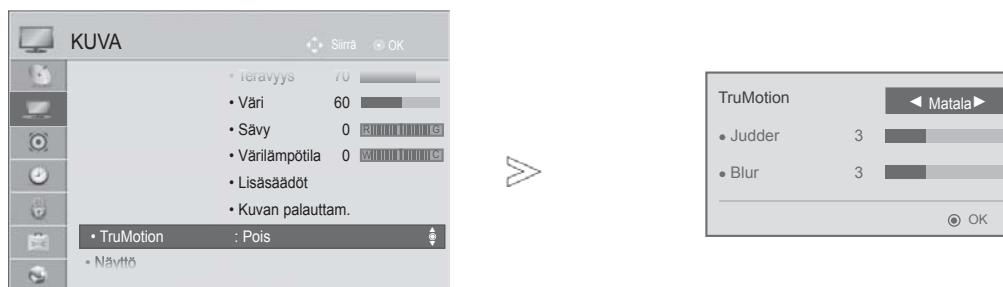 KUVA Siirrä OK
• Terävyys 70
• Väri 60
• Sävy 0 R G
• Värilämpötila 0 W C
• Lisäsäädöt
• Kuvan palauttam.
• TruMotion : Pois
• Näyttö
TruMotion ◄ Matala ►
• Judder 3
• Blur 3
OK